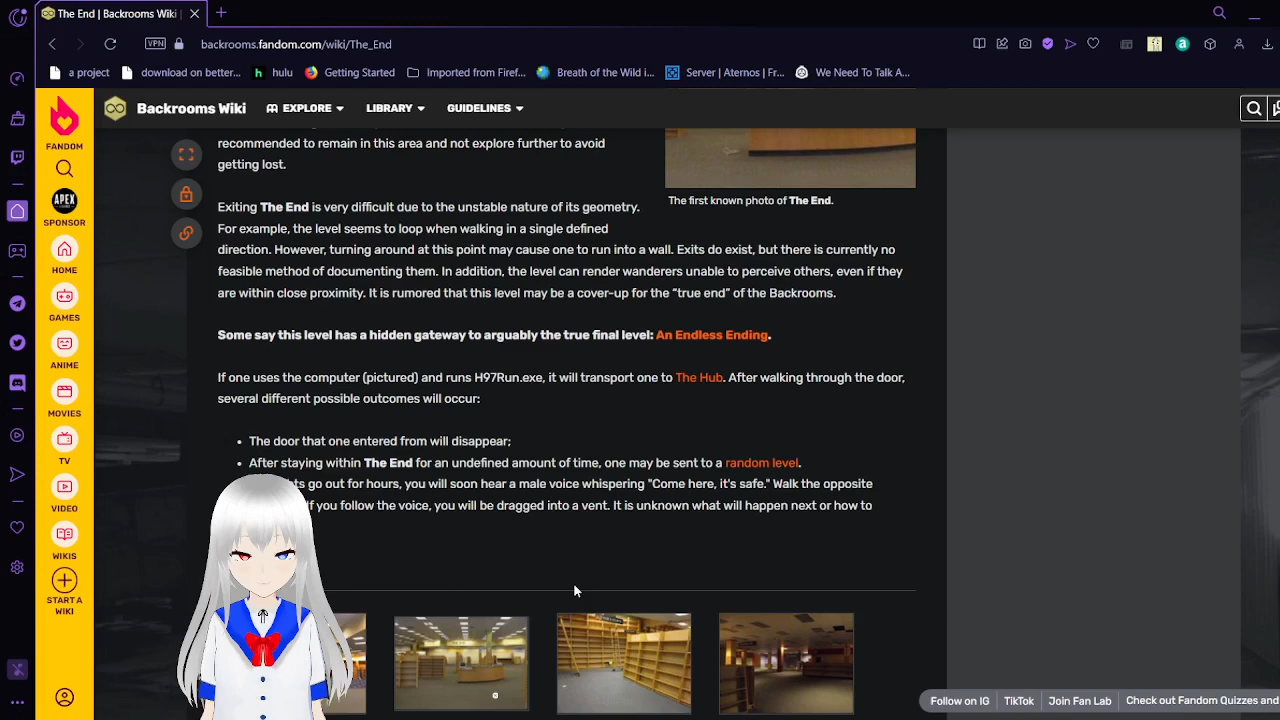 The End | Backrooms Wiki
VPN
backrooms.fandom.com/wiki/The_End
a project
download on better...
hulu
Getting Started
Imported from Firef...
Breath of the Wild i...
Server | Aternos | Fr...
We Need To Talk A...
Backrooms Wiki
EXPLORE
LIBRARY
GUIDELINES
FANDOM
APEX
SPONSOR
HOME
GAMES
ANIME
MOVIES
TV
VIDEO
WIKIS
START A
WIKI
recommended to remain in this area and not explore further to avoid
getting lost.
The first known photo of The End.
Exiting The End is very difficult due to the unstable nature of its geometry.
For example, the level seems to loop when walking in a single defined
direction. However, turning around at this point may cause one to run into a wall. Exits do exist, but there is currently no
feasible method of documenting them. In addition, the level can render wanderers unable to perceive others, even if they
are within close proximity. It is rumored that this level may be a cover-up for the “true end” of the Backrooms.
Some say this level has a hidden gateway to arguably the true final level: An Endless Ending.
If one uses the computer (pictured) and runs H97Run.exe, it will transport one to The Hub. After walking through the door,
several different possible outcomes will occur:
• The door that one entered from will disappear;
• After staying within The End for an undefined amount of time, one may be sent to a random level.
go out for hours, you will soon hear a male voice whispering "Come here, it's safe." Walk the opposite
you follow the voice, you will be dragged into a vent. It is unknown what will happen next or how to
Follow on IG
TikTok
Join Fan Lab
Check out Fandom Quizzes and